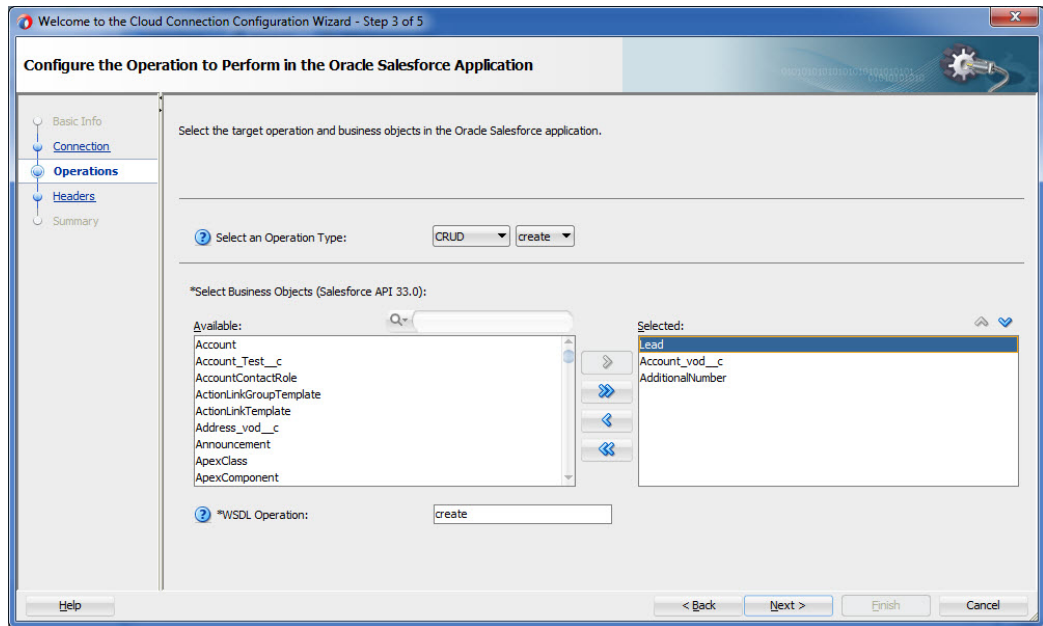 Welcome to the Cloud Connection Configuration Wizard - Step 3 of 5
x
Configure the Operation to Perform in the Oracle Salesforce Application
Basic Info
Connection
Operations
Headers
Summary
Select the target operation and business objects in the Oracle Salesforce application.
? Select an Operation Type: CRUD create
*Select Business Objects (Salesforce API 33.0):
Available:
Account
Account_Test__c
AccountContactRole
ActionLinkGroupTemplate
ActionLinkTemplate
Address_vod__c
Announcement
ApexClass
ApexComponent
Selected:
Lead
Account_vod__c
AdditionalNumber
? *WSDL Operation: create
Help
< Back Next > Finish Cancel